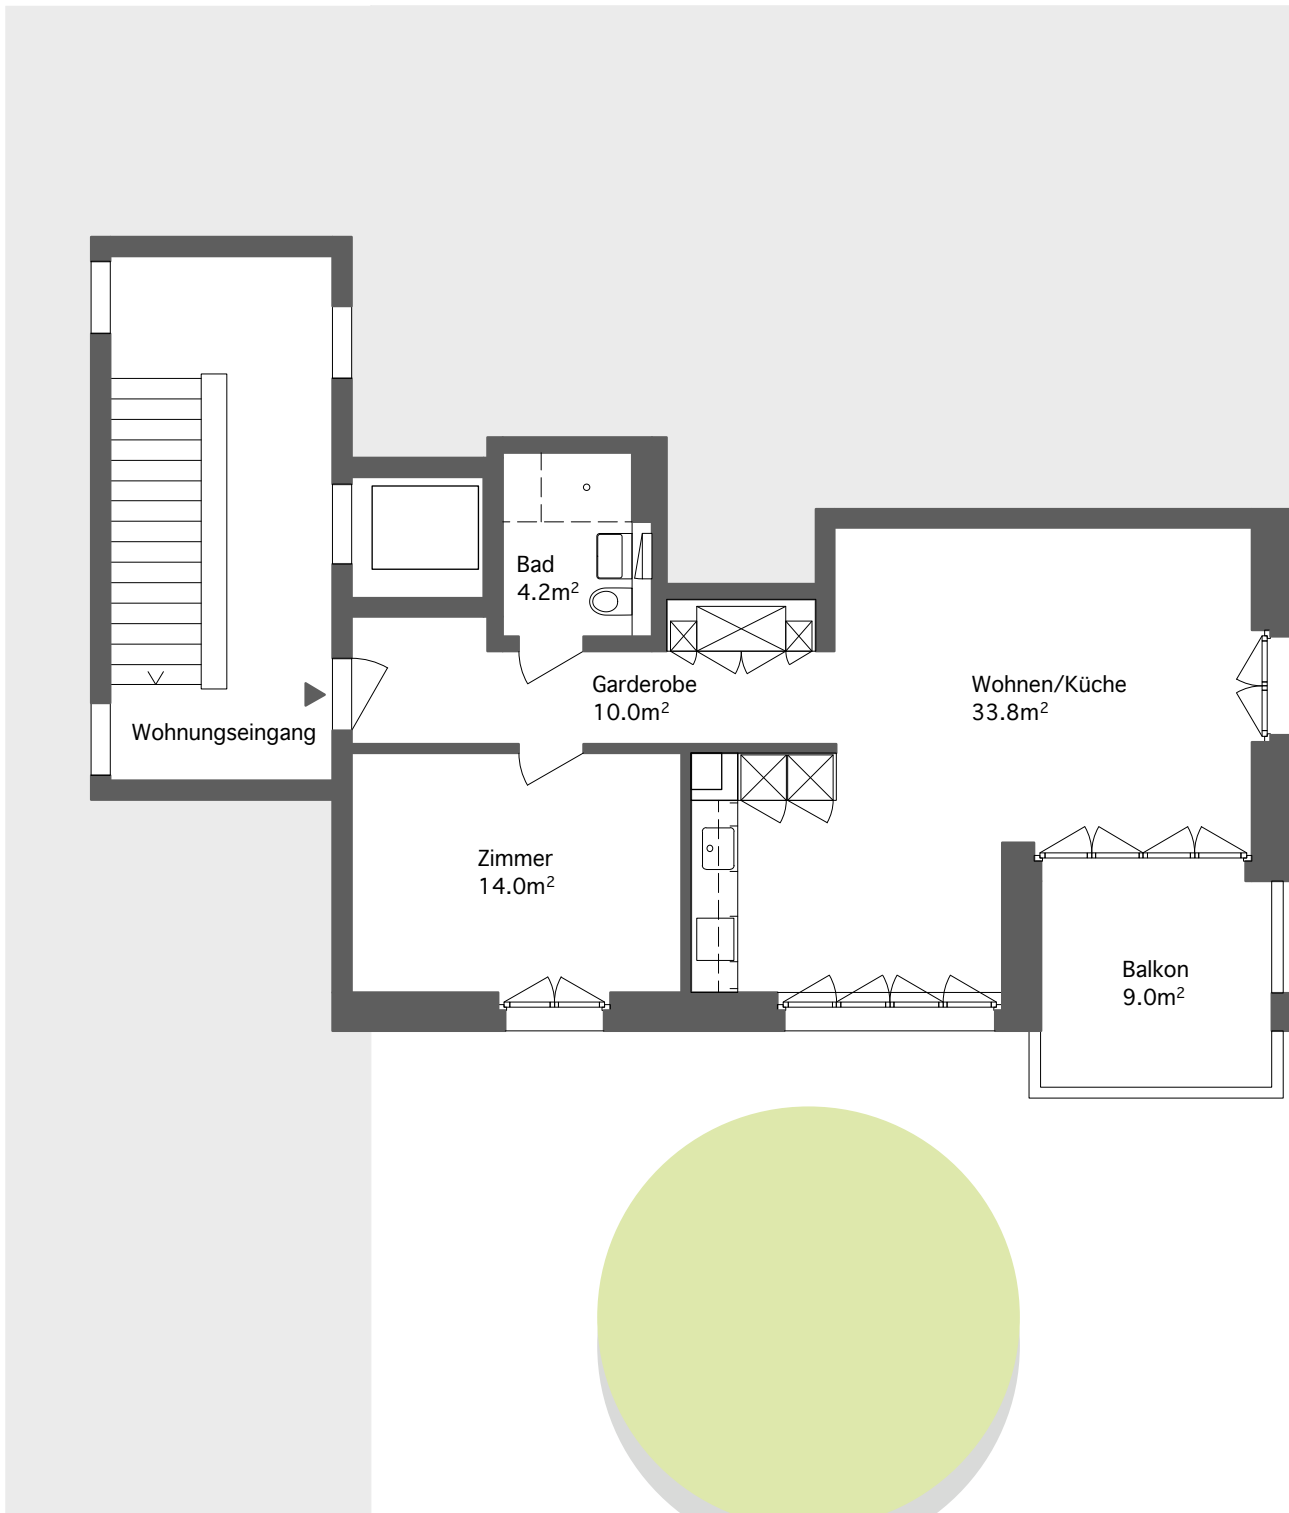 Bad
4.2m²
Garderobe
10.0m²
Wohnen/Küche
33.8m²
Wohnungseingang
Zimmer
14.0m²
Balkon
9.0m²